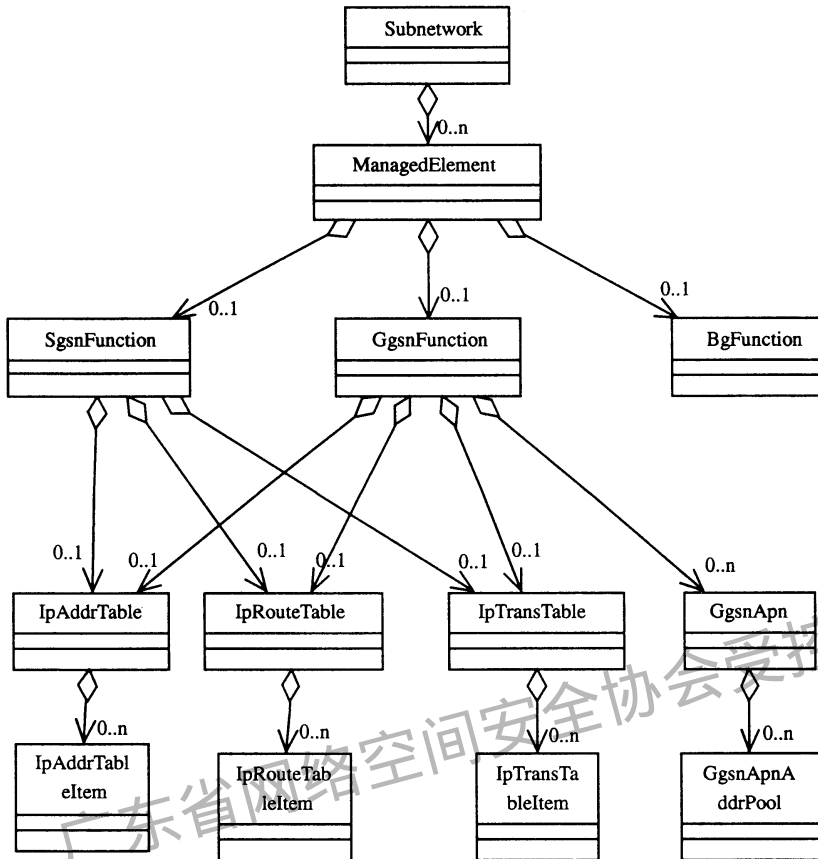 Subnetwork
0..n
ManagedElement
0..1
0..1
0..1
SgsnFunction
GgsnFunction
BgFunction
0..1
0..1
0..1
0..1
0..1
0..1
0..n
IpAddrTable
IpRouteTable
IpTransTable
GgsnApn
0..n
0..n
0..n
0..n
IpAddrTabl
eItem
IpRouteTab
leItem
IpTransTa
bleItem
GgsnApnA
ddrPool
广东省网络空间安全协会受控